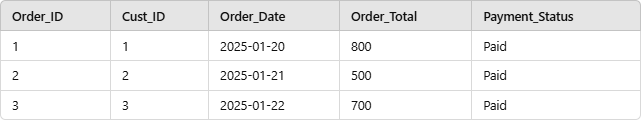 Order_ID Cust_ID Order_Date Order_Total Payment_Status
1 1 2025-01-20 800 Paid
2 2 2025-01-21 500 Paid
3 3 2025-01-22 700 Paid